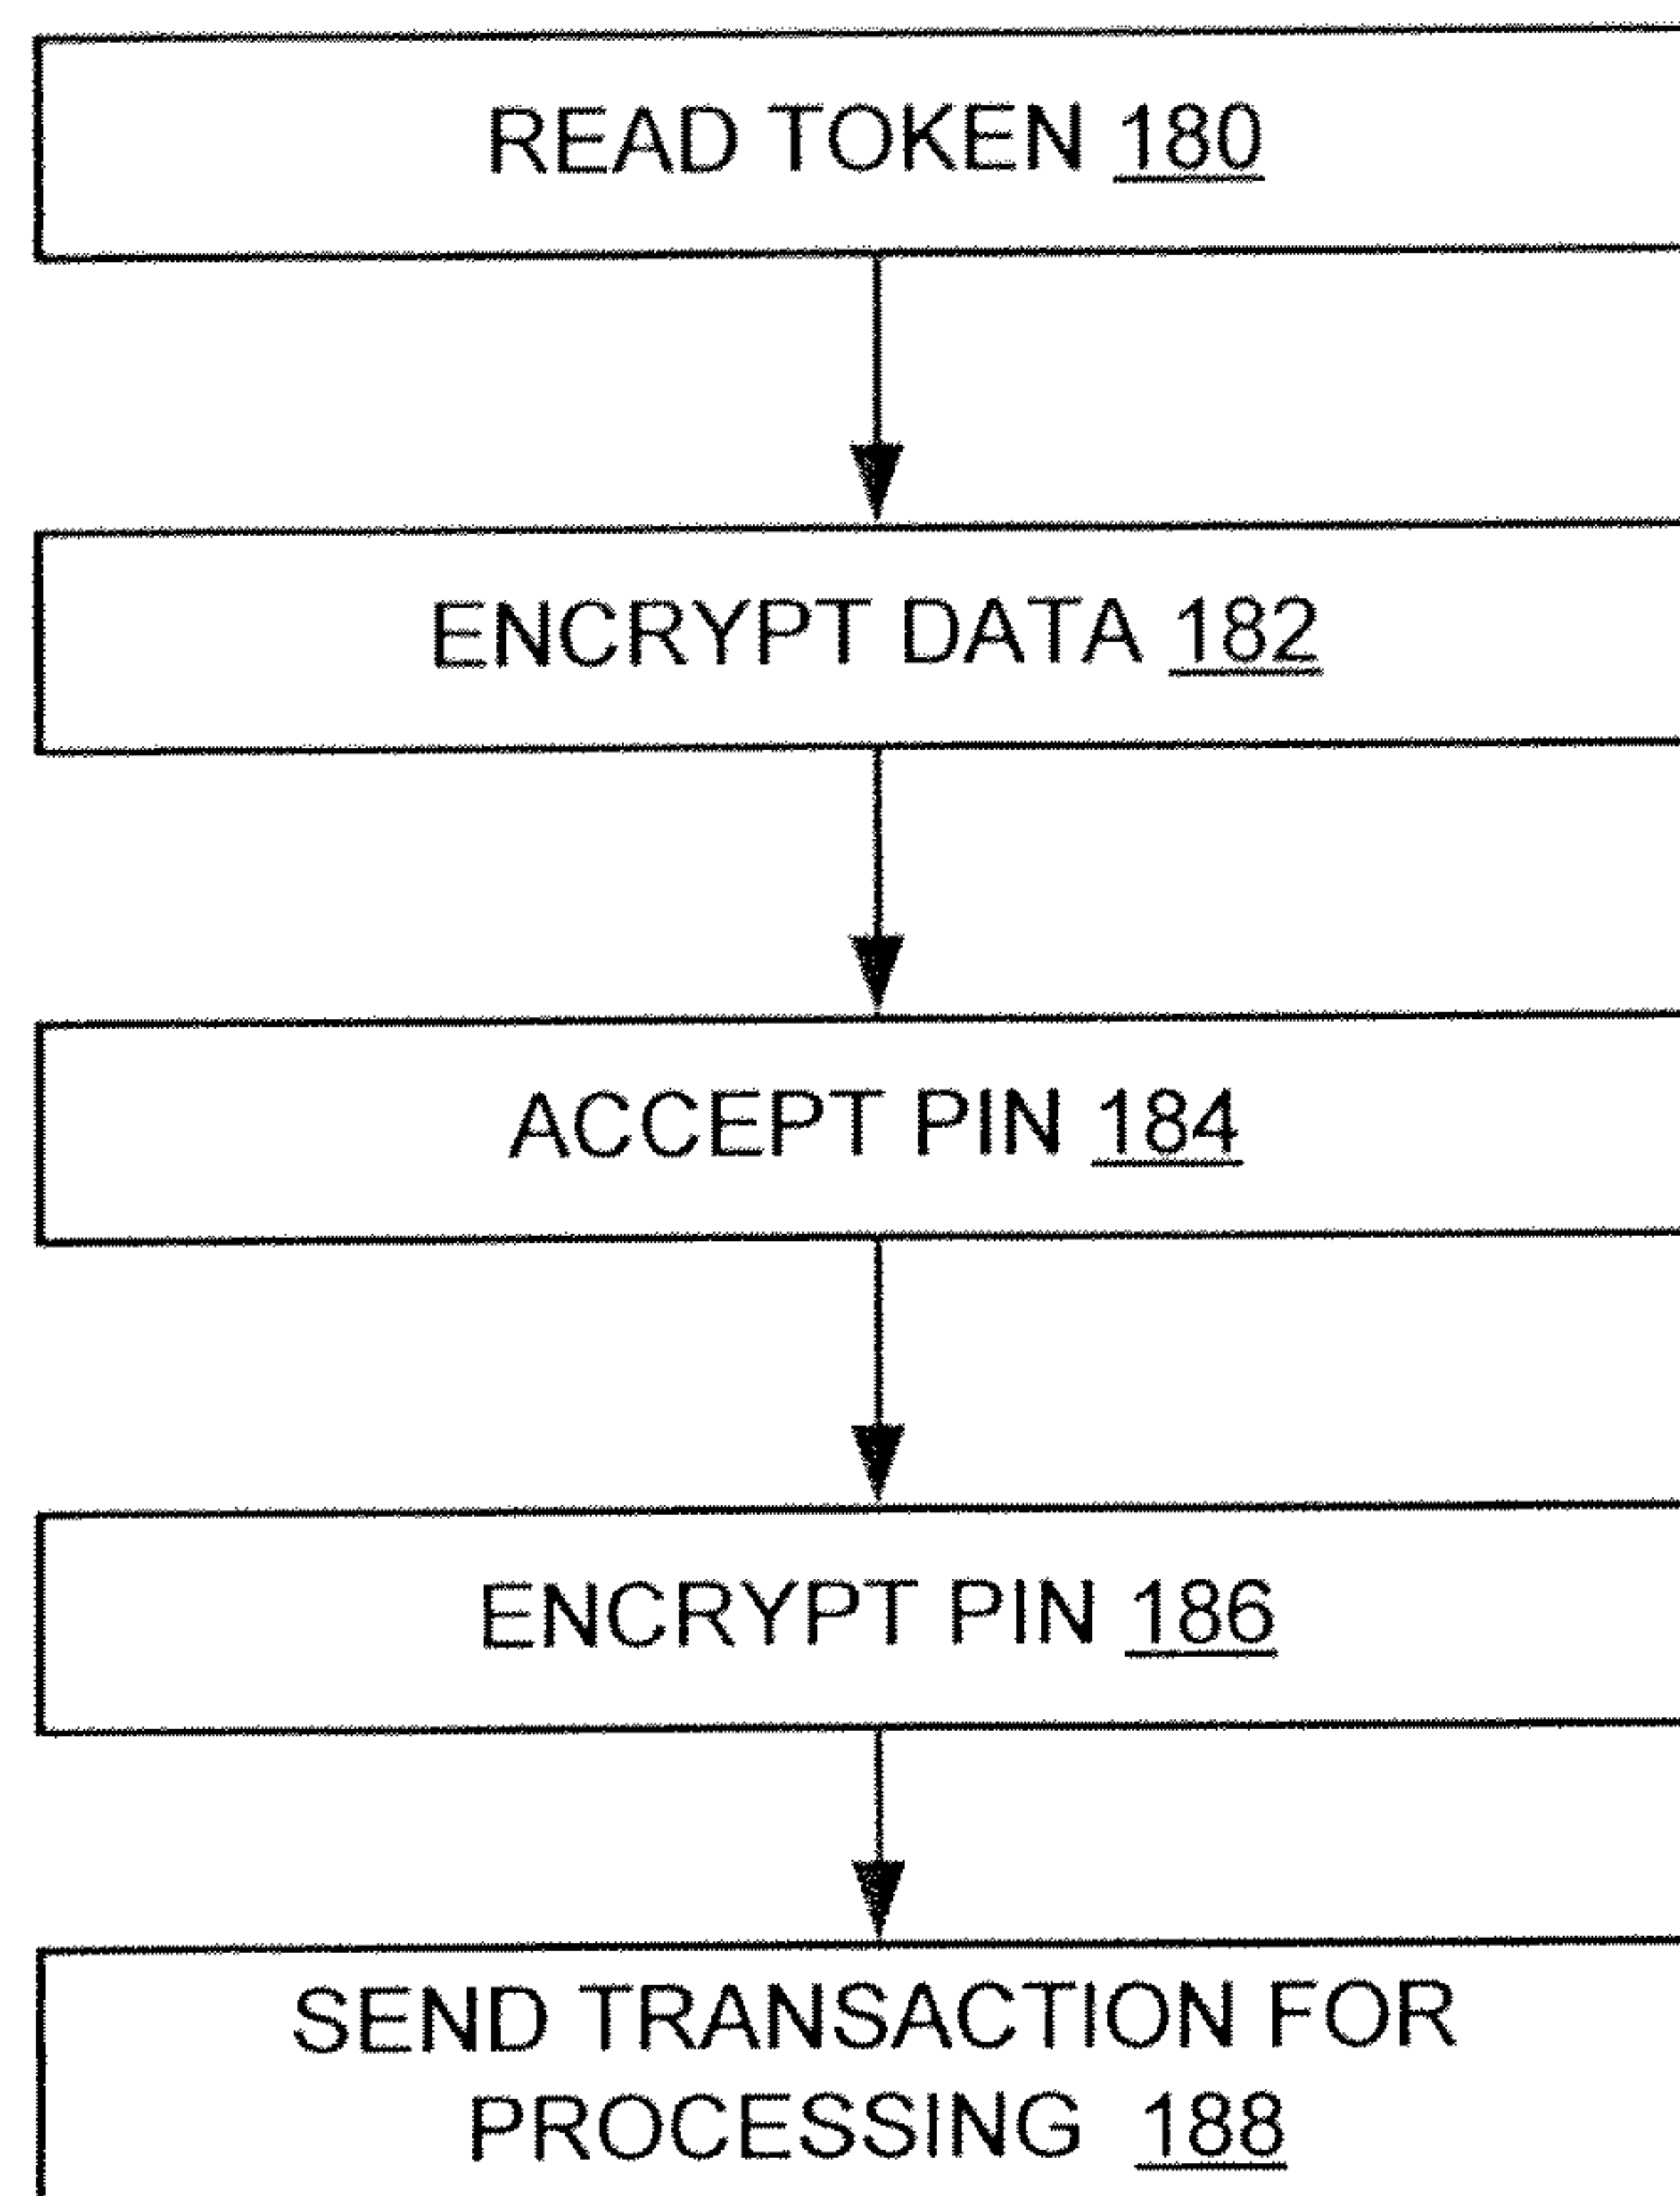 READ TOKEN 180
ENCRYPT DATA 182
ACCEPT PIN 184
ENCRYPT PIN 186
SEND TRANSACTION FOR
PROCESSING 188